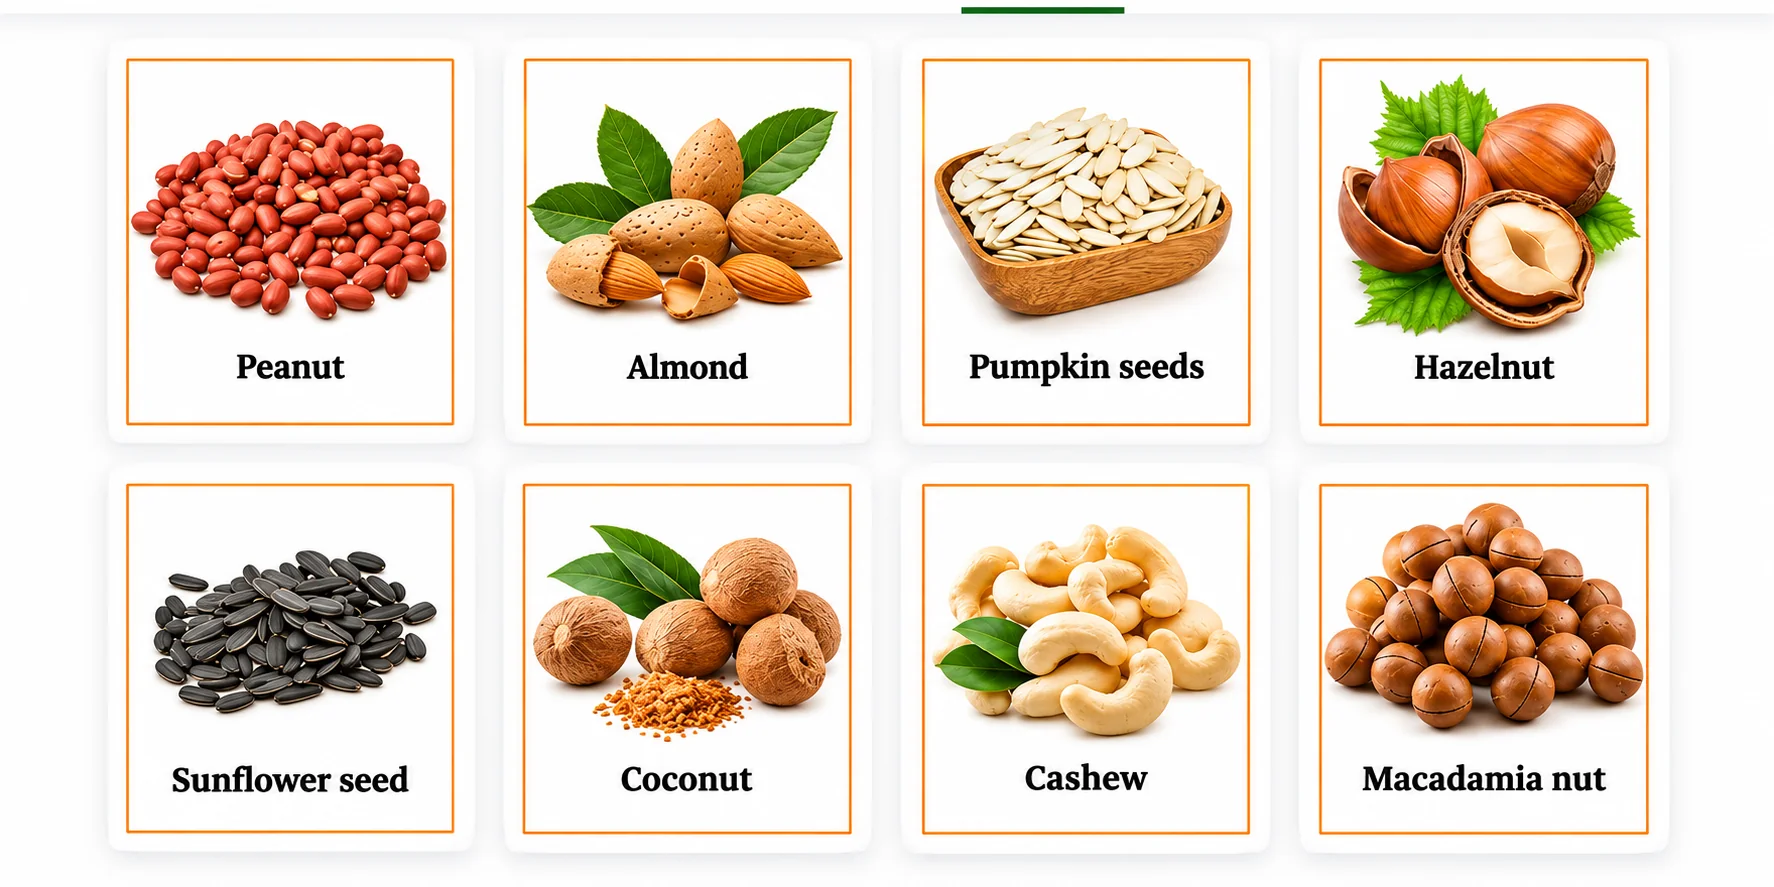 Peanut
Almond
Pumpkin seeds
Hazelnut
Sunflower seed
Coconut
Cashew
Macadamia nut